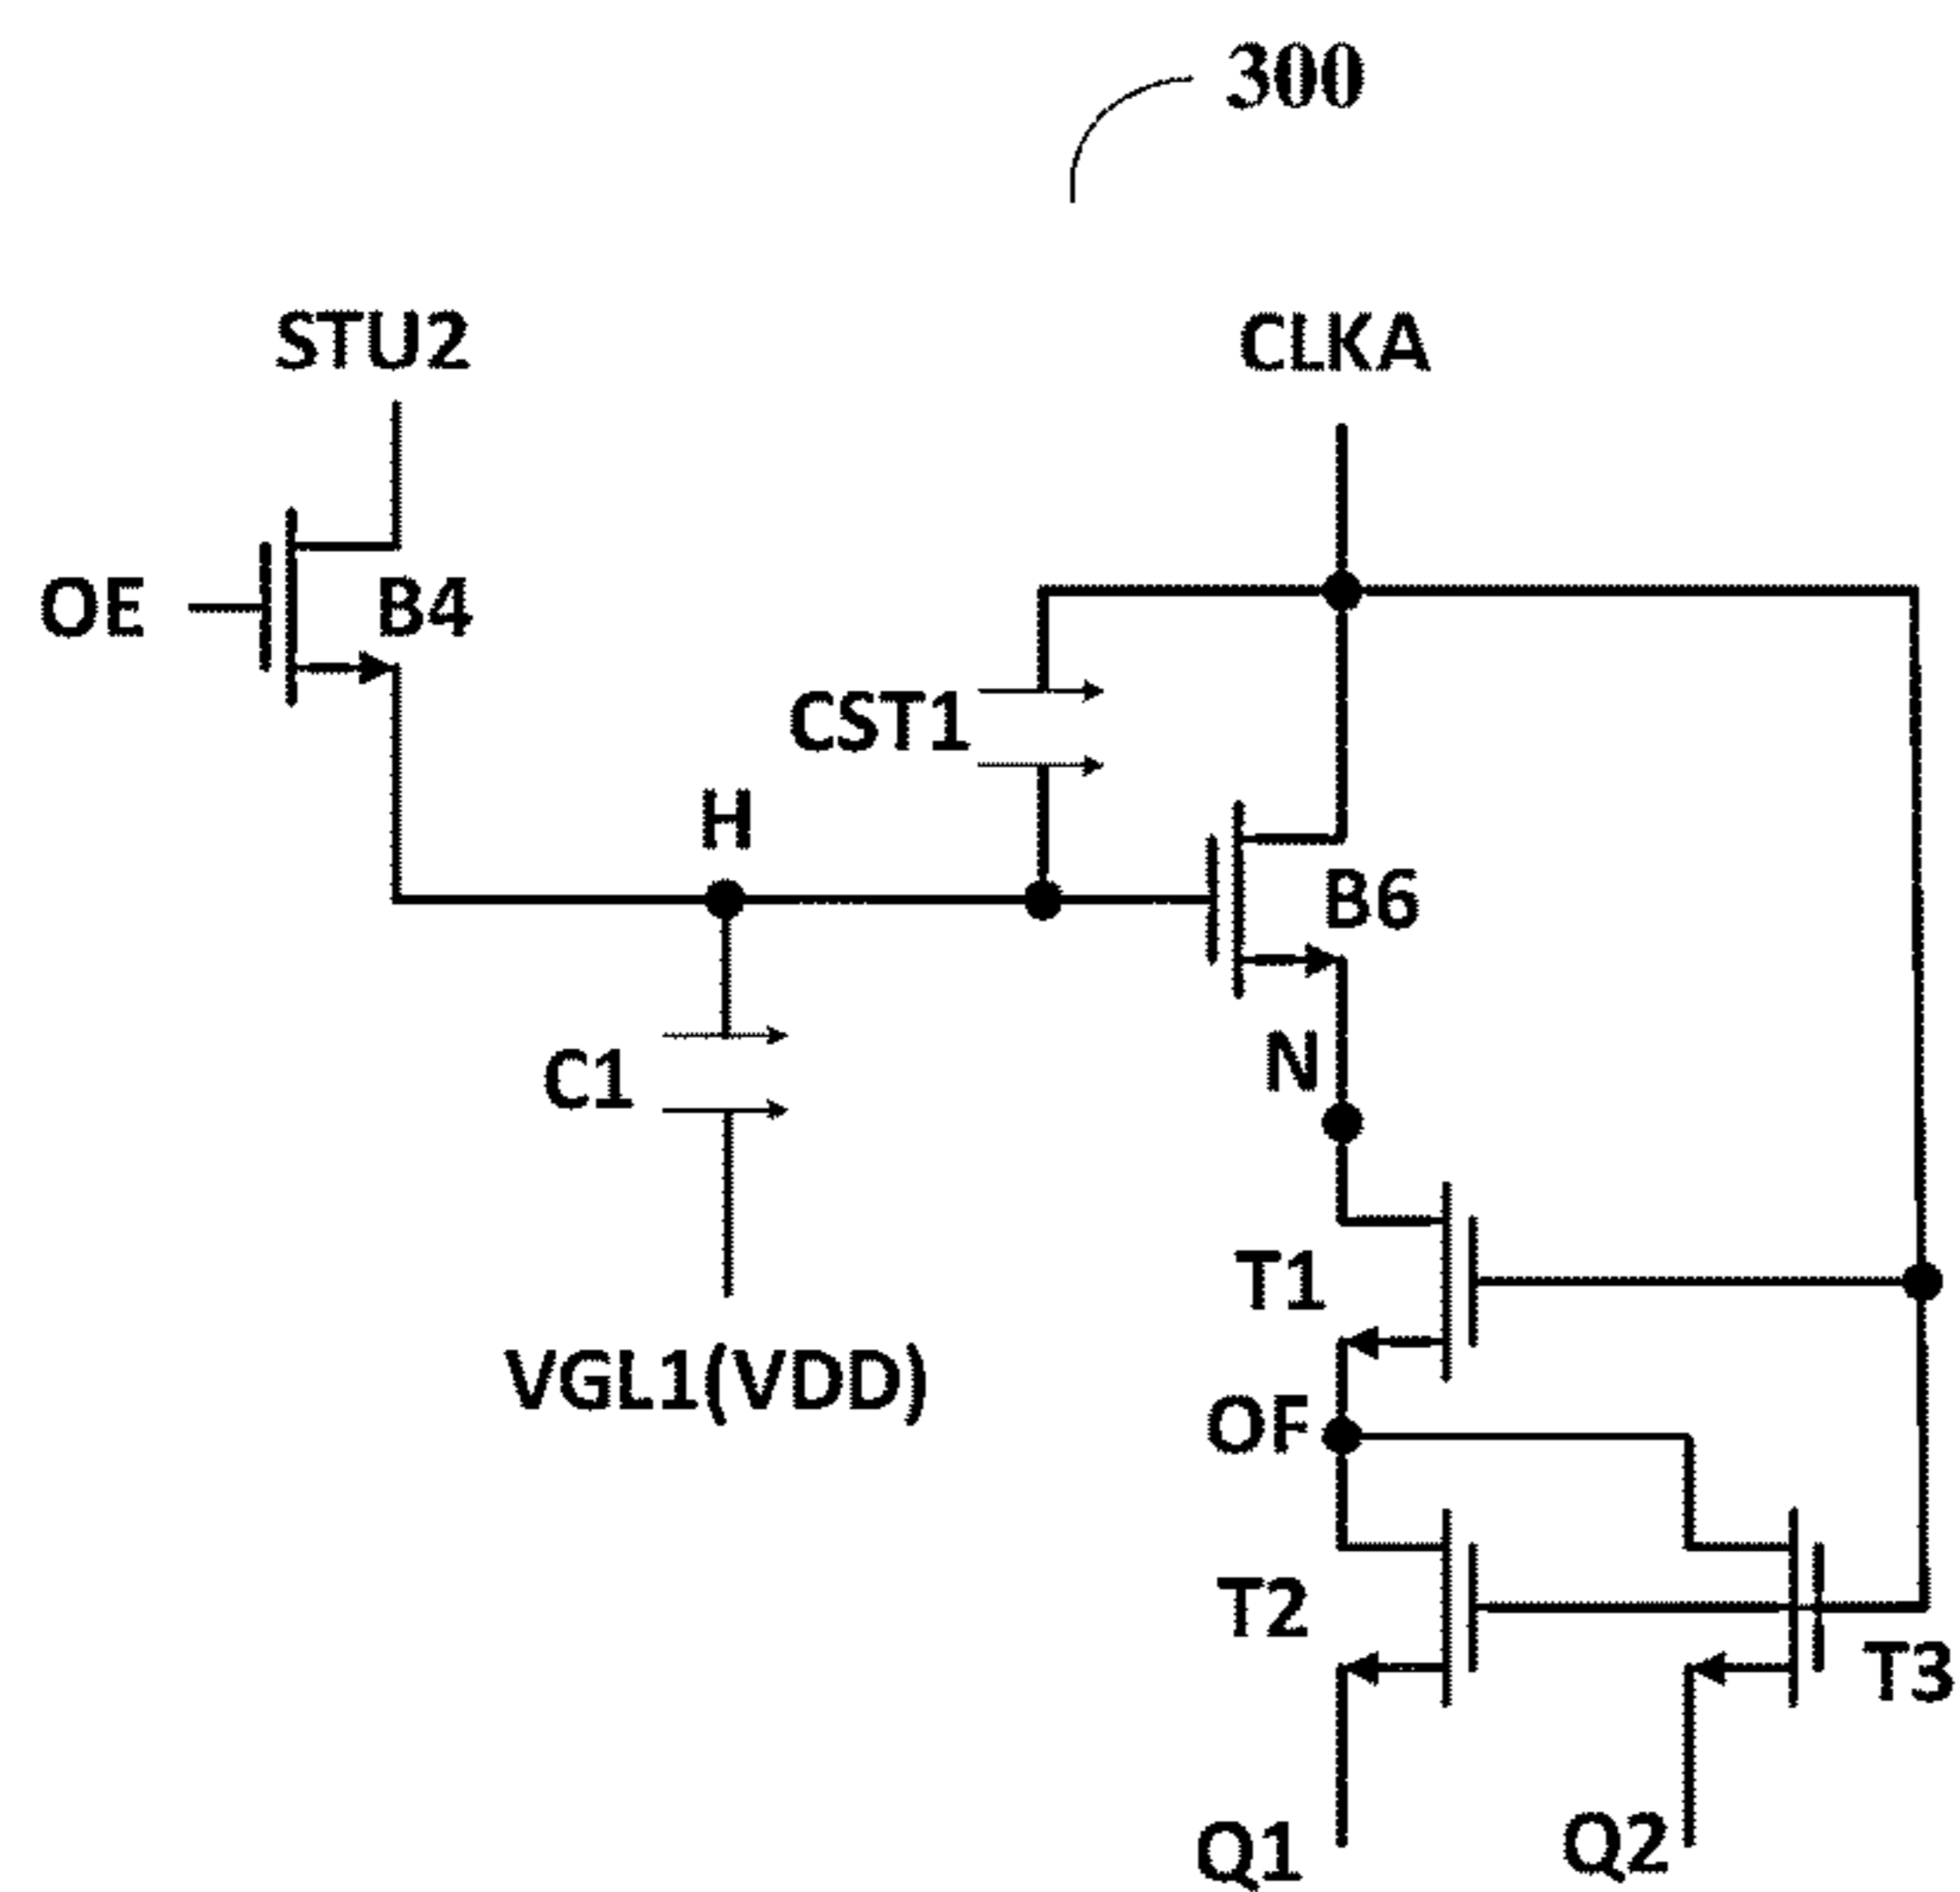 300
STU2
CLKA
OE
B4
CST1
H
B6
N
C1
T1
VGL1(VDD)
OF
T2
T3
Q1
Q2